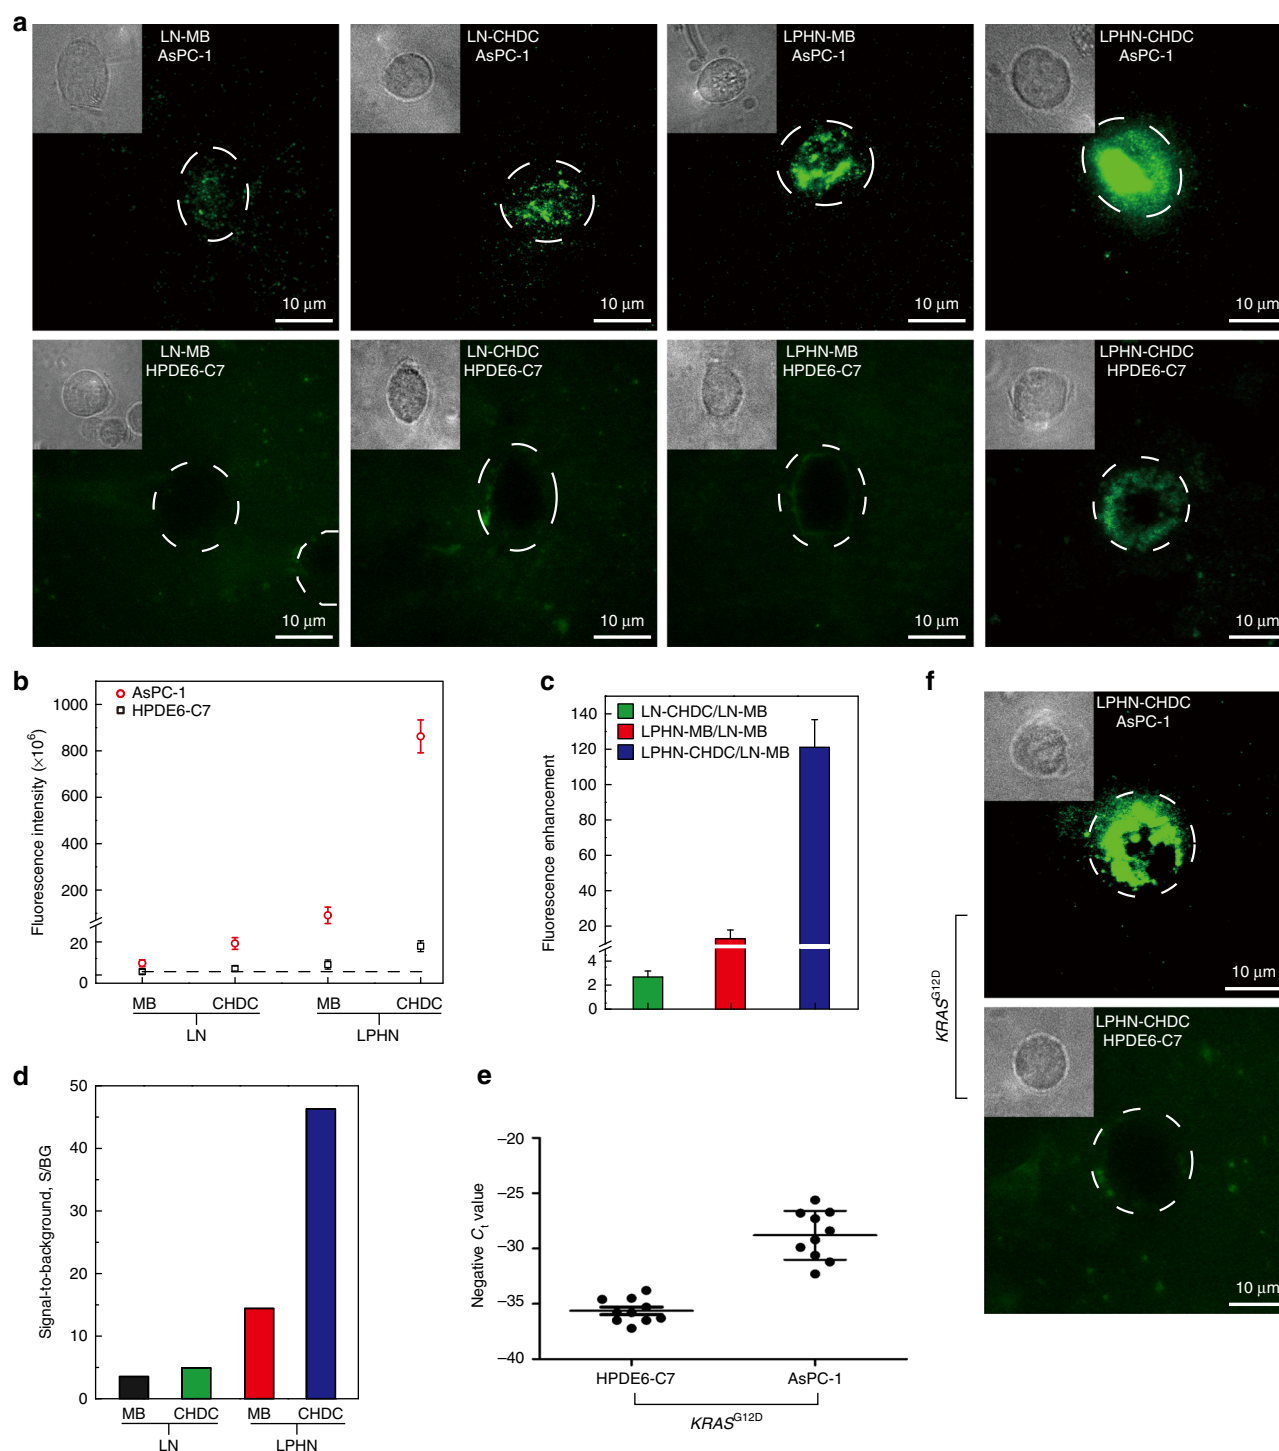 a
LN-MB
AsPC-1
10 µm
LN-CHDC
AsPC-1
10 µm
LPHN-MB
AsPC-1
10 µm
LPHN-CHDC
AsPC-1
10 µm
LN-MB
HPDE6-C7
10 µm
LN-CHDC
HPDE6-C7
10 µm
LPHN-MB
HPDE6-C7
10 µm
LPHN-CHDC
HPDE6-C7
10 µm
b
AsPC-1
HPDE6-C7
Fluorescence intensity (×10⁶)
1000
800
600
400
200
20
0
MB CHDC MB CHDC
LN LPHN
c
LN-CHDC/LN-MB
LPHN-MB/LN-MB
LPHN-CHDC/LN-MB
Fluorescence enhancement
140
120
100
80
60
40
20
4
2
0
d
Signal-to-background, S/BG
50
40
30
20
10
0
MB CHDC MB CHDC
LN LPHN
e
Negative Cₜ value
−20
−25
−30
−35
−40
HPDE6-C7 AsPC-1
KRAS^G12D
f
KRAS^G12D
LPHN-CHDC
AsPC-1
10 µm
LPHN-CHDC
HPDE6-C7
10 µm